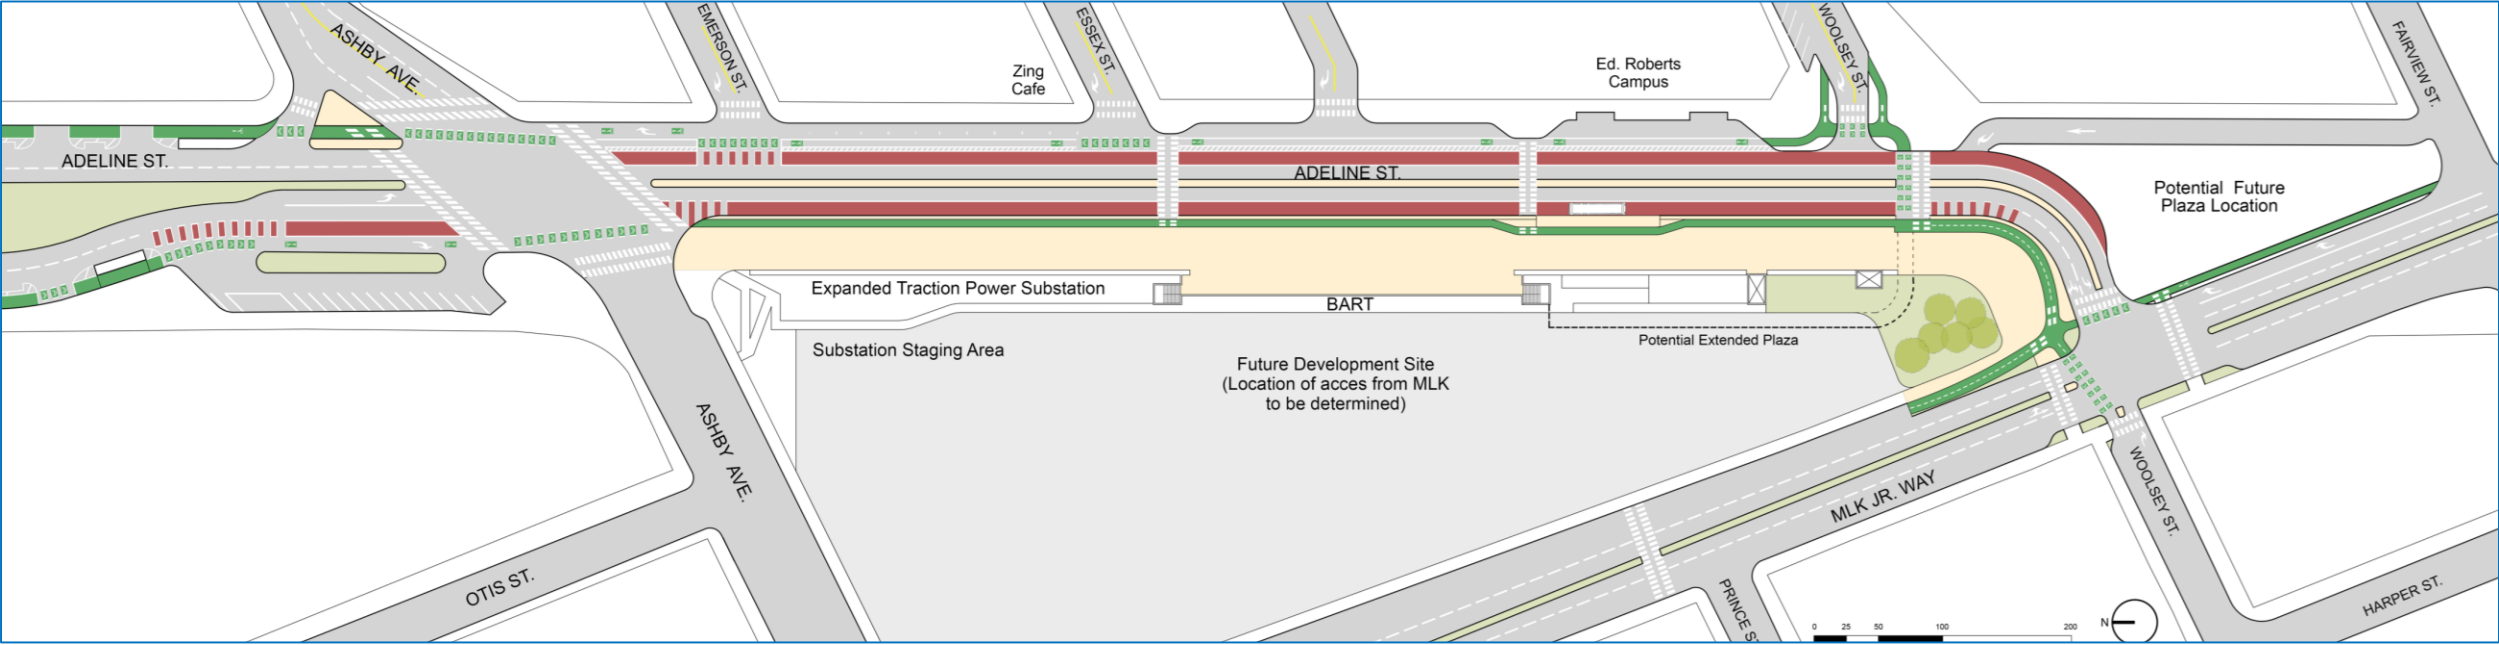 ASHBY AVE.
EMERSON ST.
ESSEX ST.
WOOLSEY ST.
FAIRVIEW ST.
Zing
Cafe
Ed. Roberts
Campus
ADELINE ST.
ADELINE ST.
Potential Future
Plaza Location
Expanded Traction Power Substation
BART
Substation Staging Area
Potential Extended Plaza
Future Development Site
(Location of acces from MLK
to be determined)
ASHBY AVE.
MLK JR. WAY
WOOLSEY ST.
OTIS ST.
PRINCE S
HARPER ST.
0 25 50 100 200
N